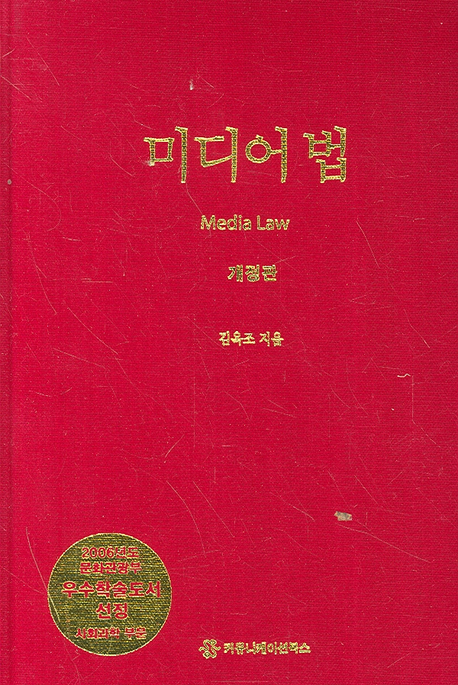 미디어 법
Media Law
개정판
김옥조 지음
2006년도
문화관광부
우수학술도서
선정
사회과학 부문
커뮤니케이션북스